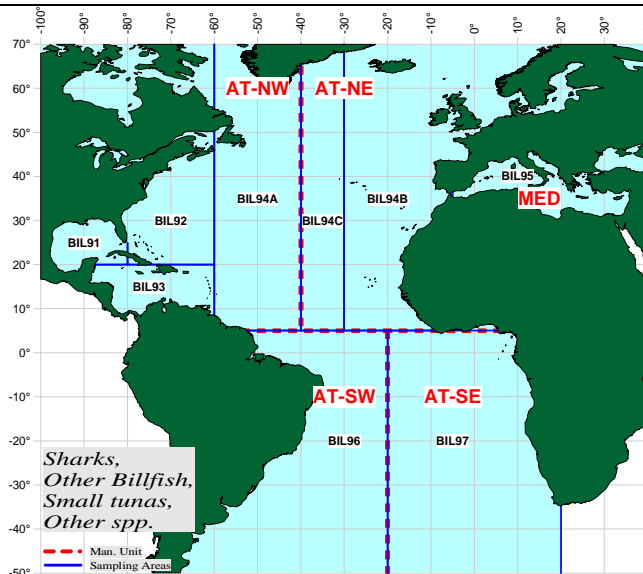 -100° -90° -80° -70° -60° -50° -40° -30° -20° -10° 0° 10° 20° 30°
70°
60°
50°
40°
30°
20°
10°
0°
-10°
-20°
-30°
-40°
-50°
AT-NW AT-NE
BIL95
MED
BIL94A BIL94B
BIL92 BIL94C
BIL91
BIL93
AT-SW AT-SE
BIL96 BIL97
Sharks,
Other Billfish,
Small tunas,
Other spp.
Man. Unit
Sampling Areas